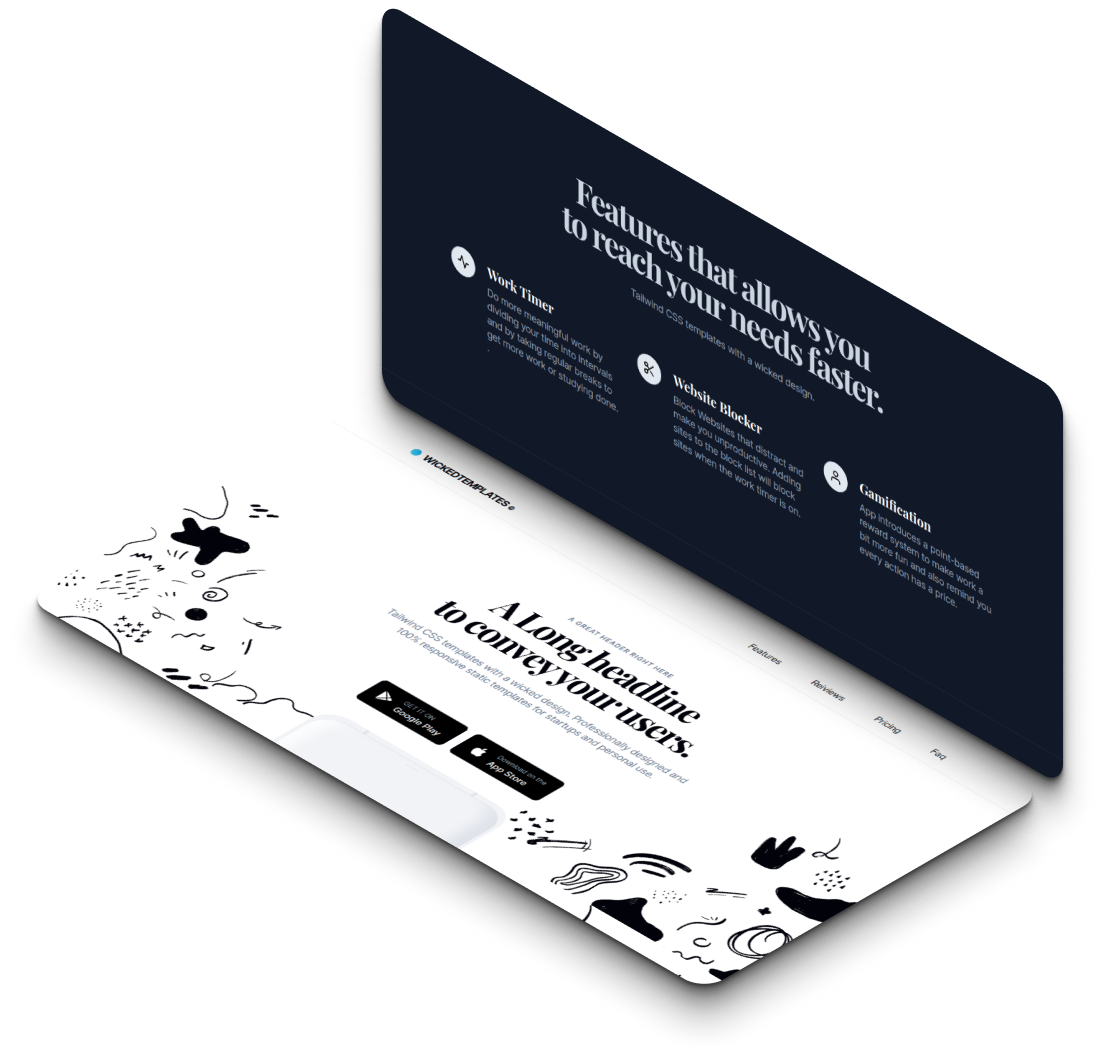 Features that allows you
to reach your needs faster.
Tailwind CSS templates with a wicked design.
Work Timer
Do more meaningful work by
dividing your time into intervals
and by taking regular breaks to
get more work or studying done.
.
Website Blocker
Block Websites that distract and
make you unproductive. Adding
sites to the block list will block
sites when the work timer is on.
Gamification
App introduces a point-based
reward system to make work a
bit more fun and also remind you
every action has a price.
WICKEDTEMPLATES®
Features
Reiviews
Pricing
Faq
A GREAT HEADER RIGHT HERE
A Long headline
to convey your users.
Tailwind CSS templates with a wicked design. Professionally designed and
100% responsive static templates for startups and personal use.
GET IT ON
Google Play
Download on the
App Store